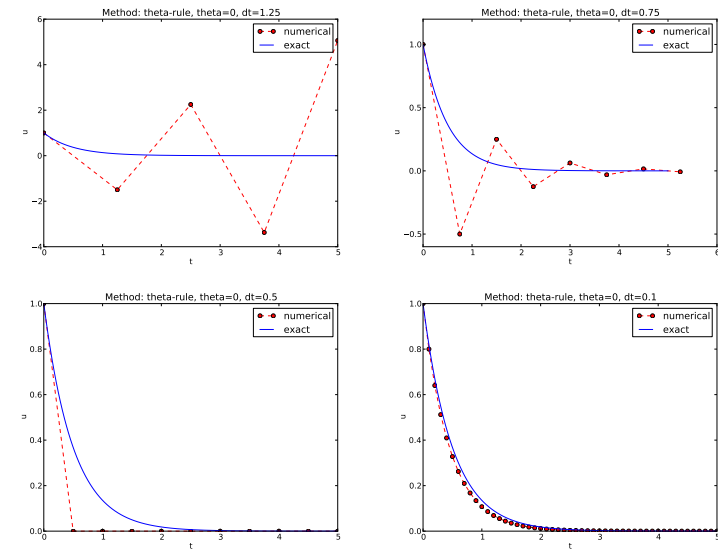 Method: theta-rule, theta=0, dt=1.25
6
4
2
0
−2
−4
0
1
2
3
4
5
u
t
numerical
exact
Method: theta-rule, theta=0, dt=0.75
1.0
0.5
0.0
−0.5
0
1
2
3
4
5
6
u
t
numerical
exact
Method: theta-rule, theta=0, dt=0.5
1.0
0.8
0.6
0.4
0.2
0.0
0
1
2
3
4
5
u
t
numerical
exact
Method: theta-rule, theta=0, dt=0.1
1.0
0.8
0.6
0.4
0.2
0.0
0
1
2
3
4
5
u
t
numerical
exact